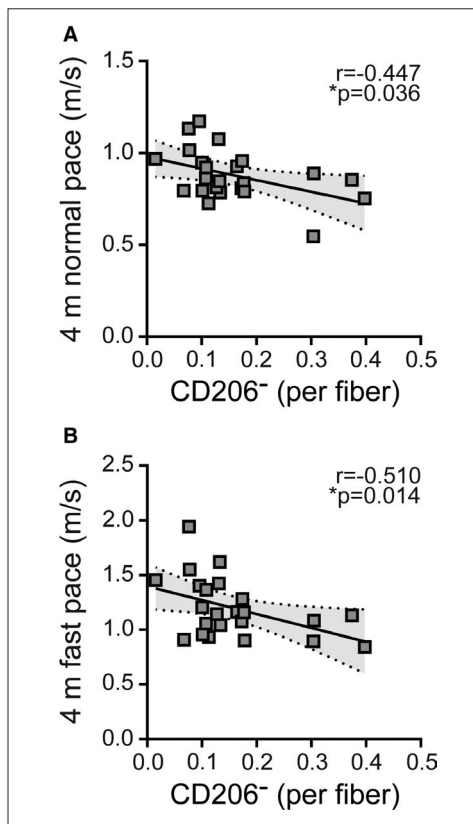 A
r=-0.447
*p=0.036
4 m normal pace (m/s)
1.5
1.0
0.5
0.0
0.0 0.1 0.2 0.3 0.4 0.5
CD206⁻ (per fiber)
B
r=-0.510
*p=0.014
4 m fast pace (m/s)
2.5
2.0
1.5
1.0
0.5
0.0
0.0 0.1 0.2 0.3 0.4 0.5
CD206⁻ (per fiber)